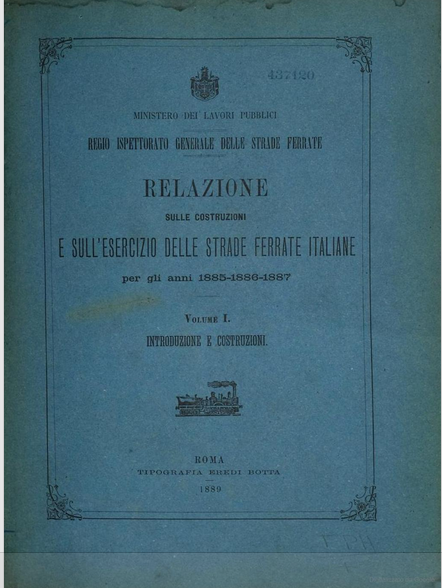 437120
MINISTERO DEI LAVORI PUBBLICI
REGIO ISPETTORATO GENERALE DELLE STRADE FERRATE
RELAZIONE
SULLE COSTRUZIONI
E SULL'ESERCIZIO DELLE STRADE FERRATE ITALIANE
per gli anni 1885-1886-1887
VOLUME I.
INTRODUZIONE E COSTRUZIONI.
ROMA
TIPOGRAFIA EREDI BOTTA
1889